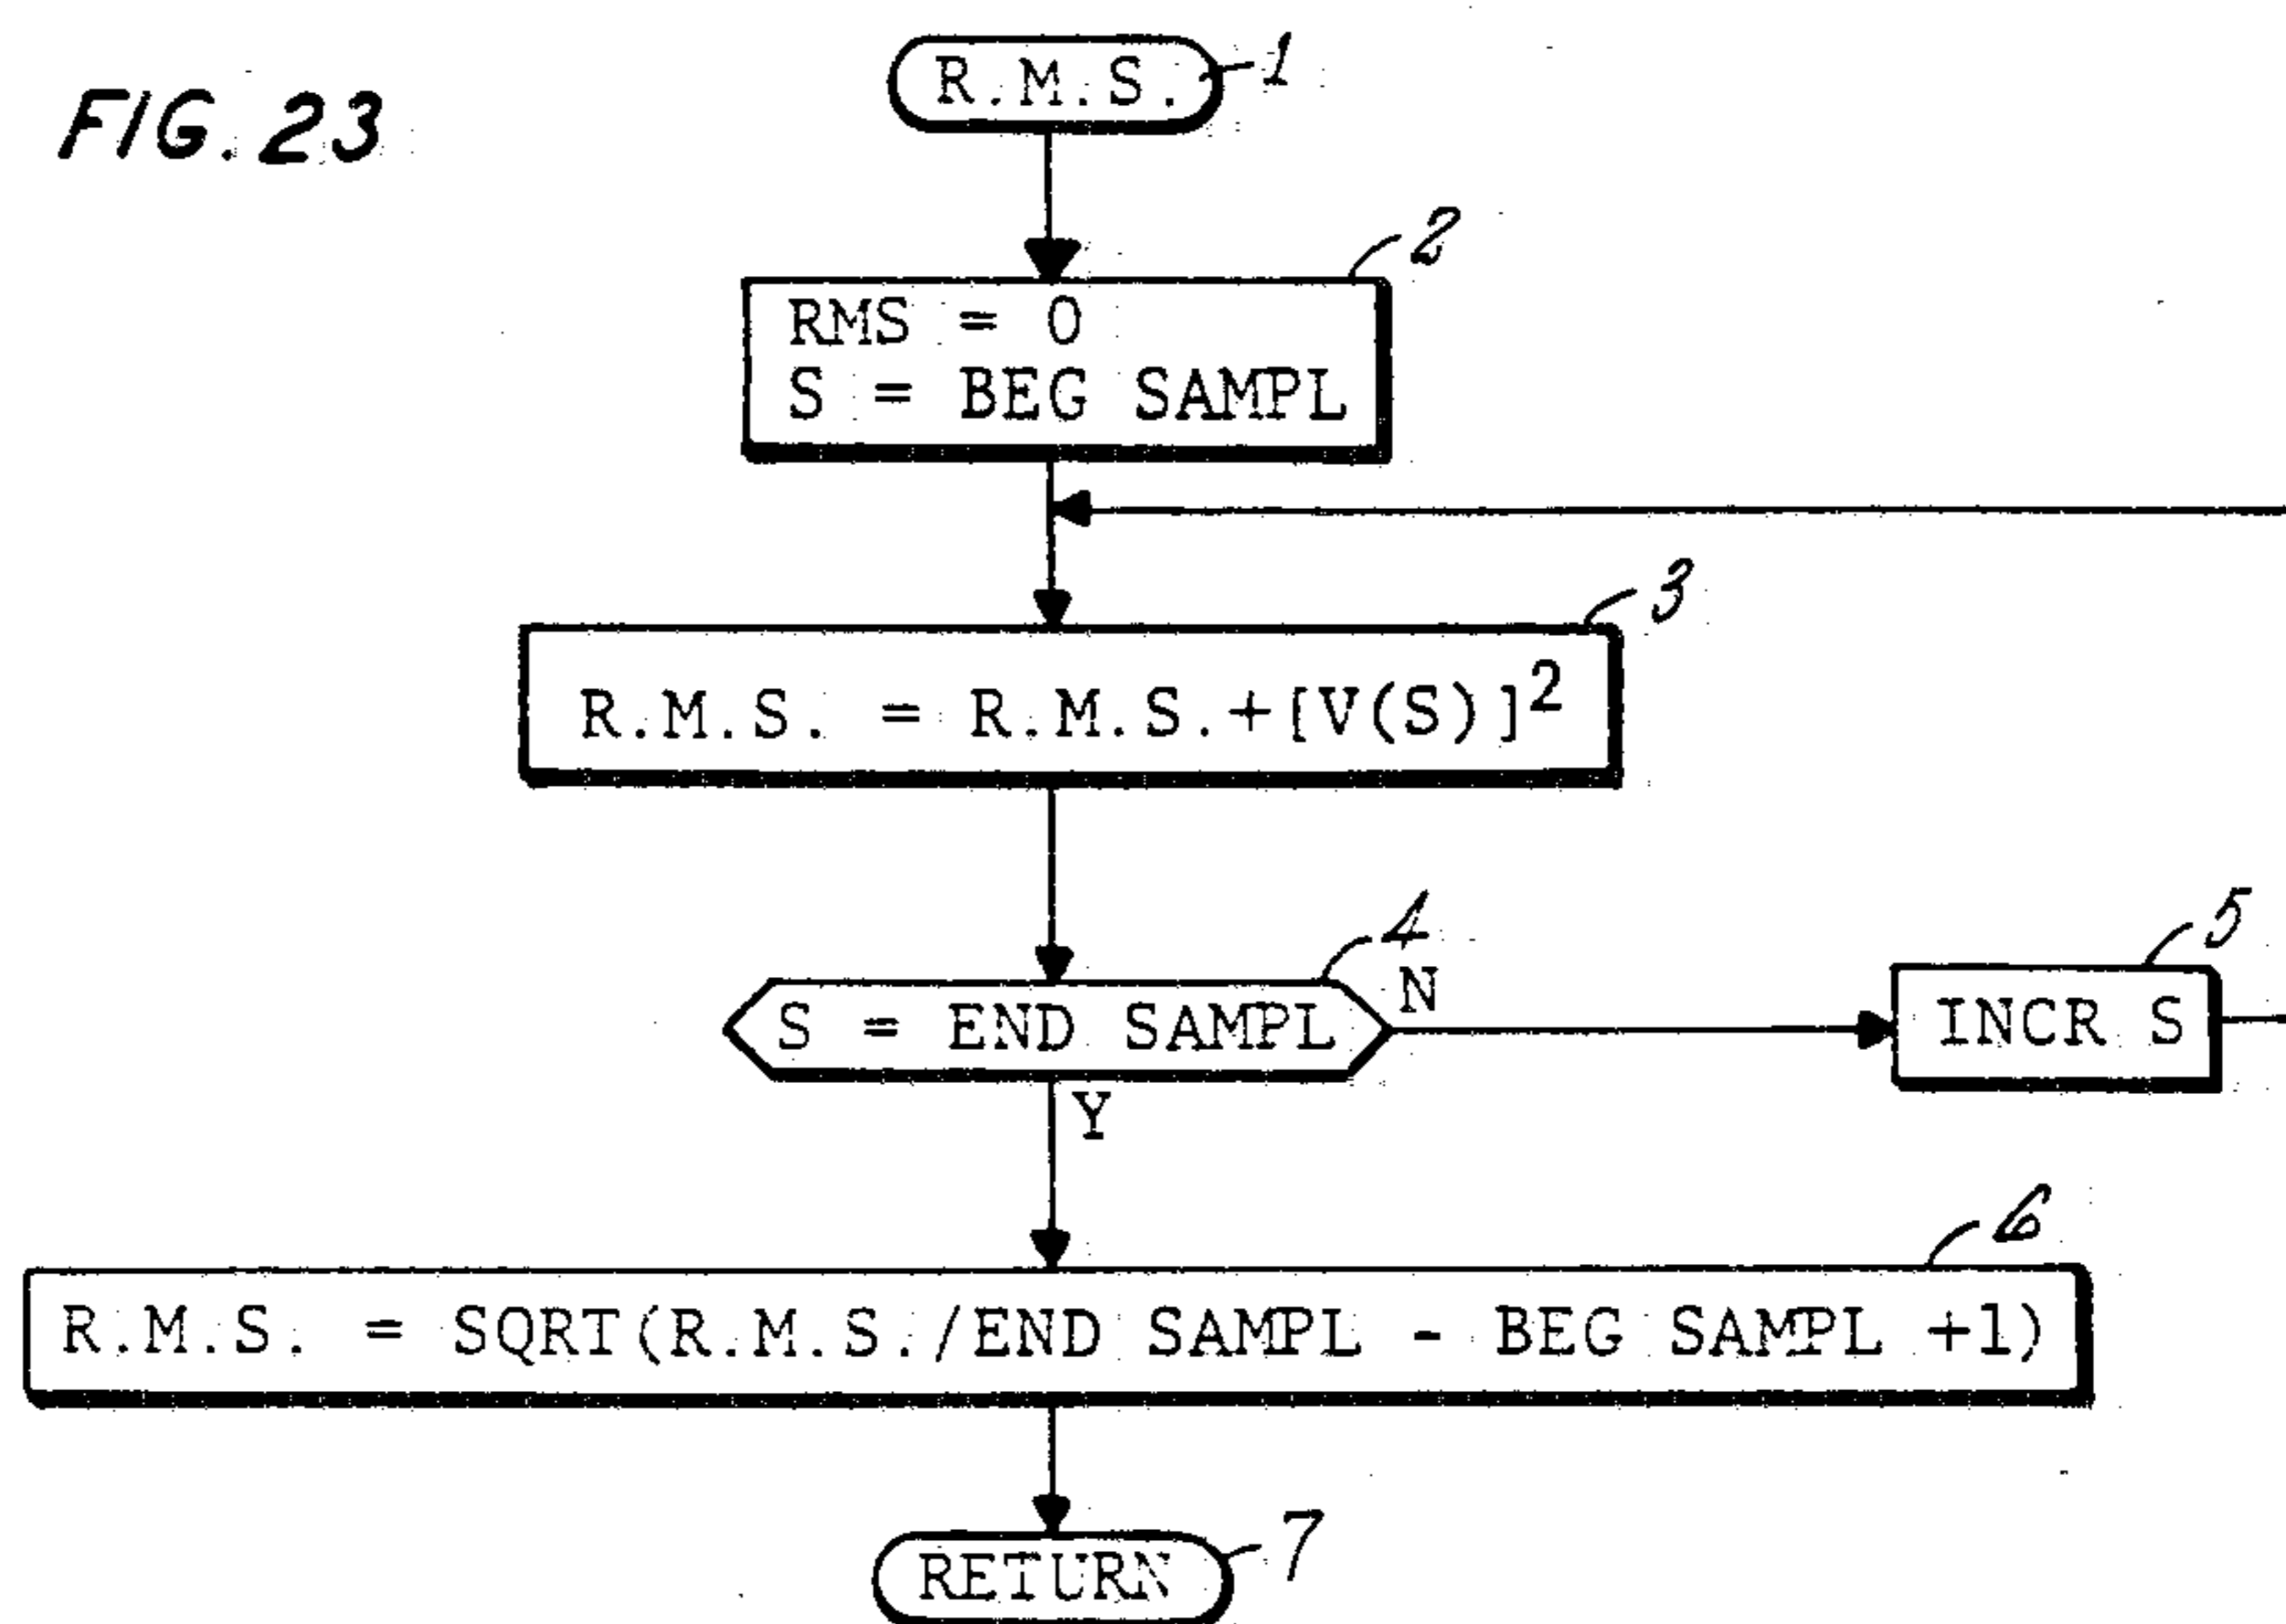 FIG. 23
R.M.S.
1
2
RMS = 0
S = BEG SAMPL
3
R.M.S. = R.M.S.+[V(S)]2
4
S = END SAMPL
N
5
INCR S
Y
6
R.M.S. = SQRT(R.M.S./END SAMPL - BEG SAMPL +1)
RETURN
7